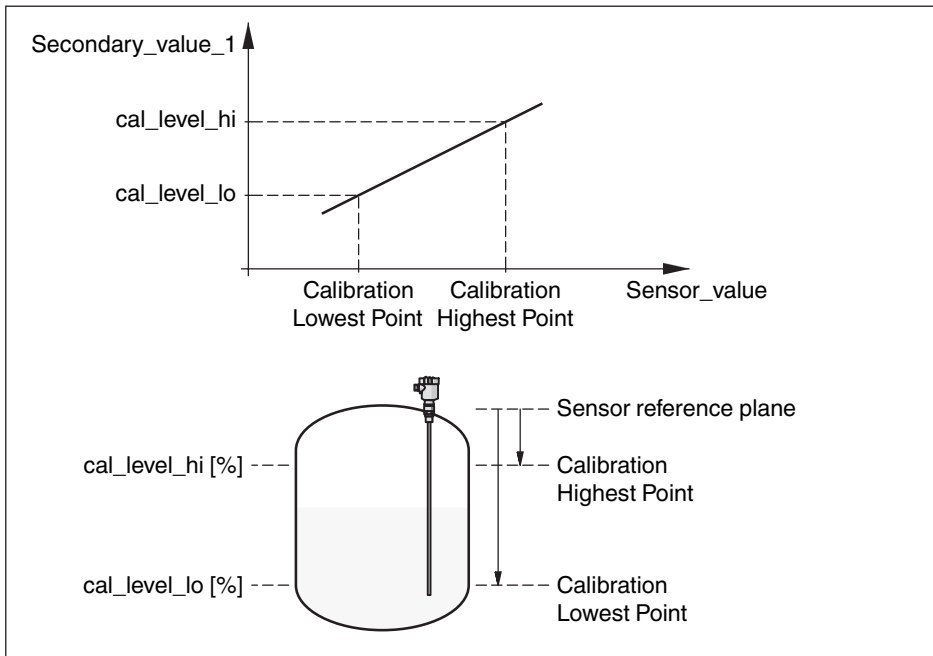 Secondary_value_1
cal_level_hi
cal_level_lo
Calibration
Lowest Point
Calibration
Highest Point
Sensor_value
Sensor reference plane
cal_level_hi [%]
Calibration
Highest Point
cal_level_lo [%]
Calibration
Lowest Point